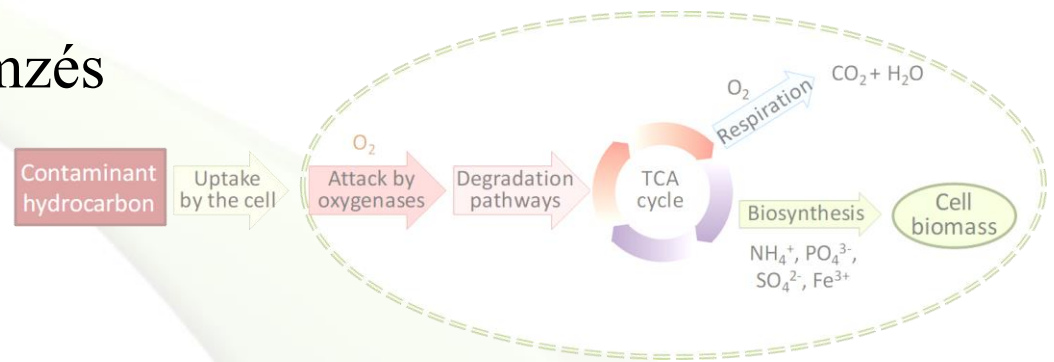 mzés
Contaminant
hydrocarbon
Uptake
by the cell
O₂
Attack by
oxygenases
Degradation
pathways
TCA
cycle
O₂
Respiration
CO₂ + H₂O
Biosynthesis
NH₄⁺, PO₄³⁻,
SO₄²⁻, Fe³⁺
Cell
biomass